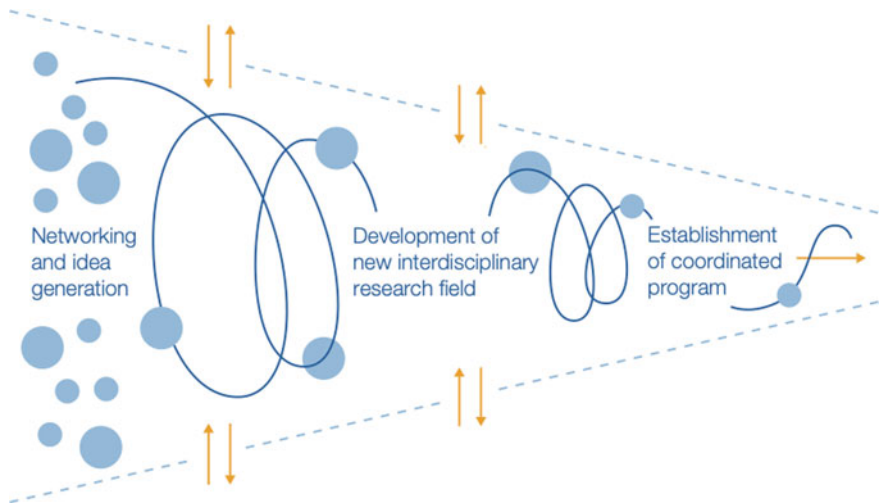 Networking
and idea
generation
Development of
new interdisciplinary
research field
Establishment
of coordinated
program